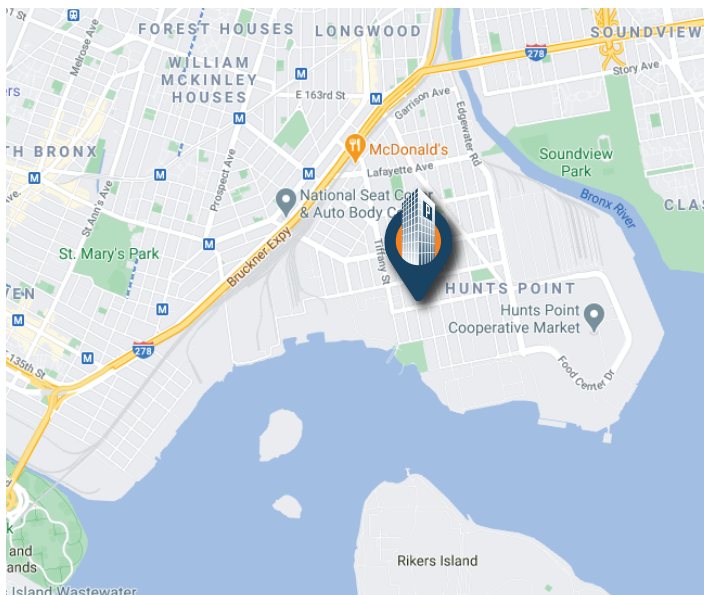 FOREST HOUSES
LONGWOOD
SOUNDVIEW
278
Story Ave
Melrose Ave
WILLIAM
MCKINLEY
HOUSES
M
E 163rd St
M
Garrison Ave
Edgewater Rd
M
McDonald's
TH BRONX
Prospect Ave
Lafayette Ave
Soundview
Park
M
M
National Seat Cover
& Auto Body C
P
Bronx River
CLAS
St. Ann's Ave
M
St. Mary's Park
Bruckner Expy
Tiffany St
VEN
HUNTS POINT
Hunts Point
Cooperative Market
M
M
278
E 135th St
M
Food Center Dr
k
and
ands
Rikers Island
s Island Wastewater